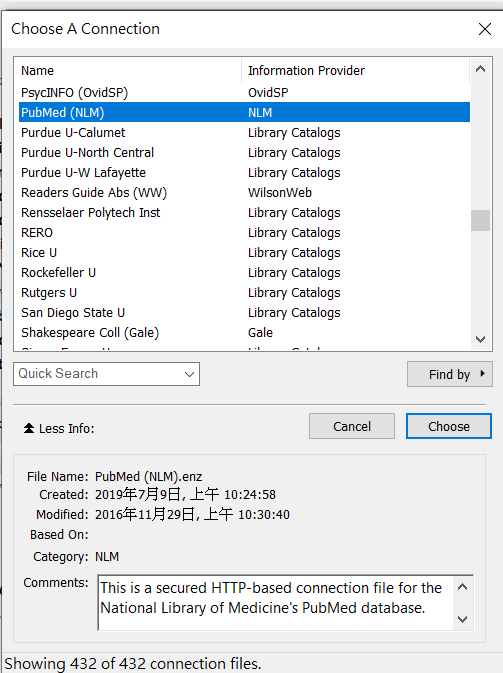 Choose A Connection
Name Information Provider
PsycINFO (OvidSP) OvidSP
PubMed (NLM) NLM
Purdue U-Calumet Library Catalogs
Purdue U-North Central Library Catalogs
Purdue U-W Lafayette Library Catalogs
Readers Guide Abs (WW) WilsonWeb
Rensselaer Polytech Inst Library Catalogs
RERO Library Catalogs
Rice U Library Catalogs
Rockefeller U Library Catalogs
Rutgers U Library Catalogs
San Diego State U Library Catalogs
Shakespeare Coll (Gale) Gale
Quick Search Find by
Less Info: Cancel Choose
File Name: PubMed (NLM).enz
Created: 2019年7月9日, 上午 10:24:58
Modified: 2016年11月29日, 上午 10:30:40
Based On:
Category: NLM
Comments: This is a secured HTTP-based connection file for the
National Library of Medicine's PubMed database.
Showing 432 of 432 connection files.